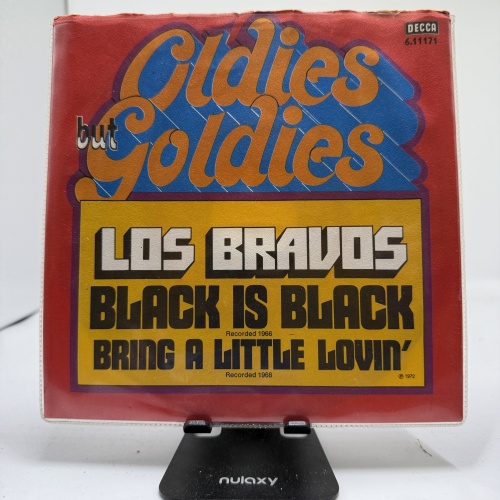 DECCA
6.11171
Oldies
but
Goldies
LOS BRAVOS
BLACK IS BLACK
Recorded 1966
BRING A LITTLE LOVIN'
Recorded 1968
℗ 1972
nulaxy